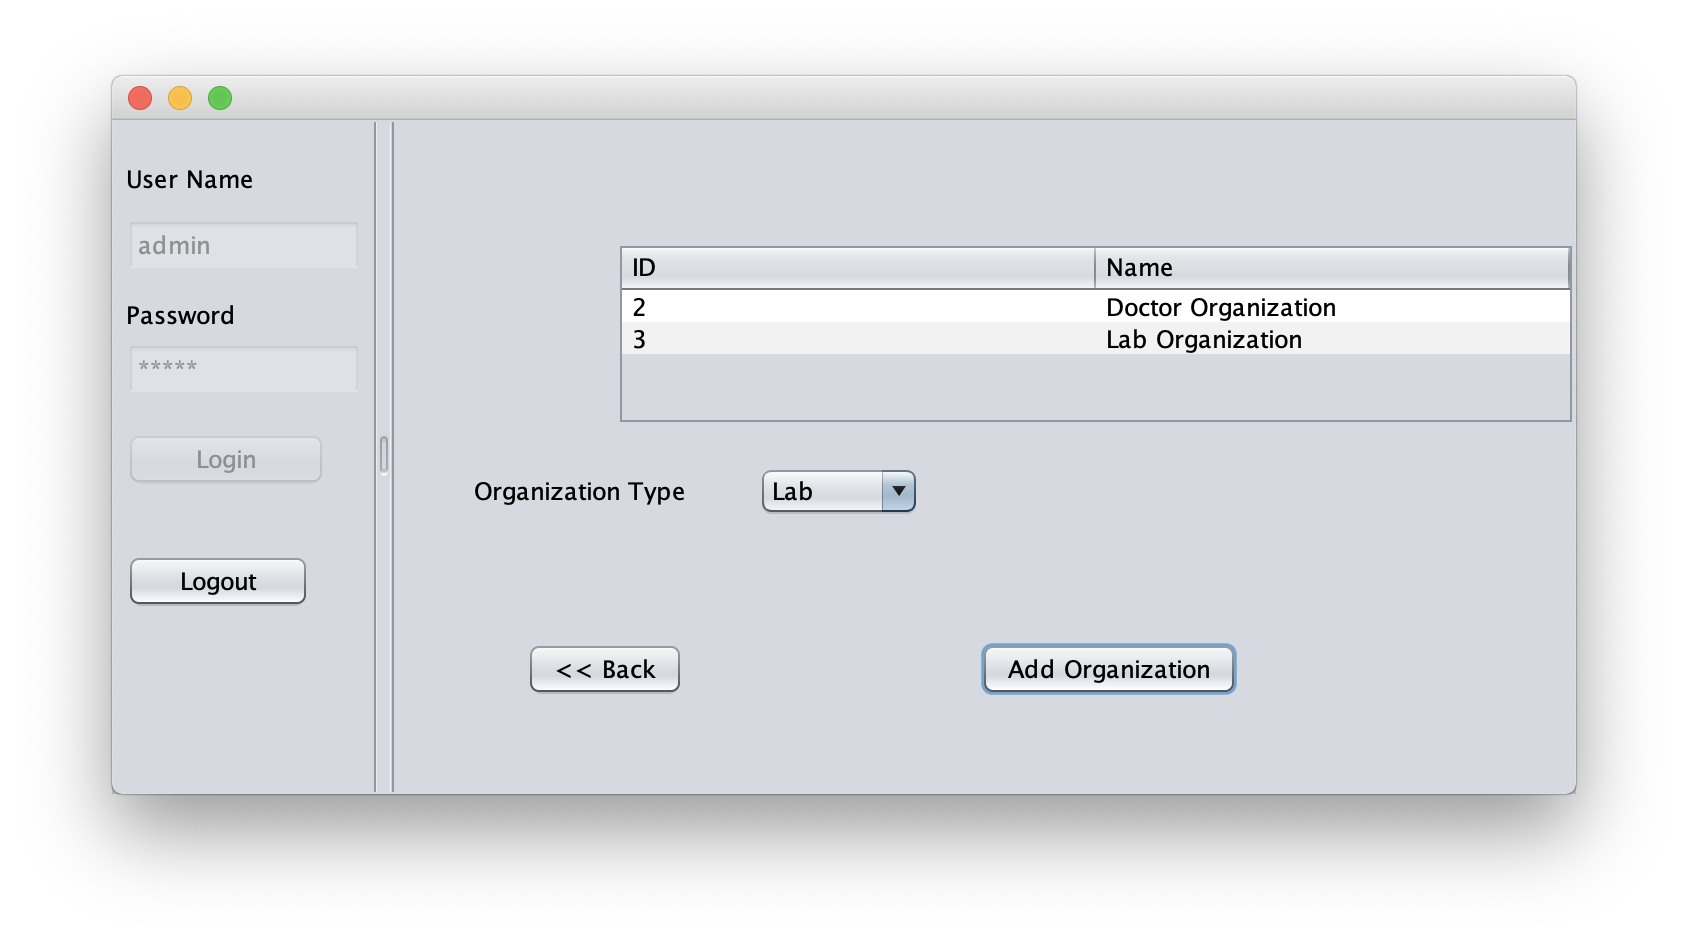 User Name
admin
Password
*****
Login
Logout
ID Name
2 Doctor Organization
3 Lab Organization
Organization Type Lab
<< Back Add Organization